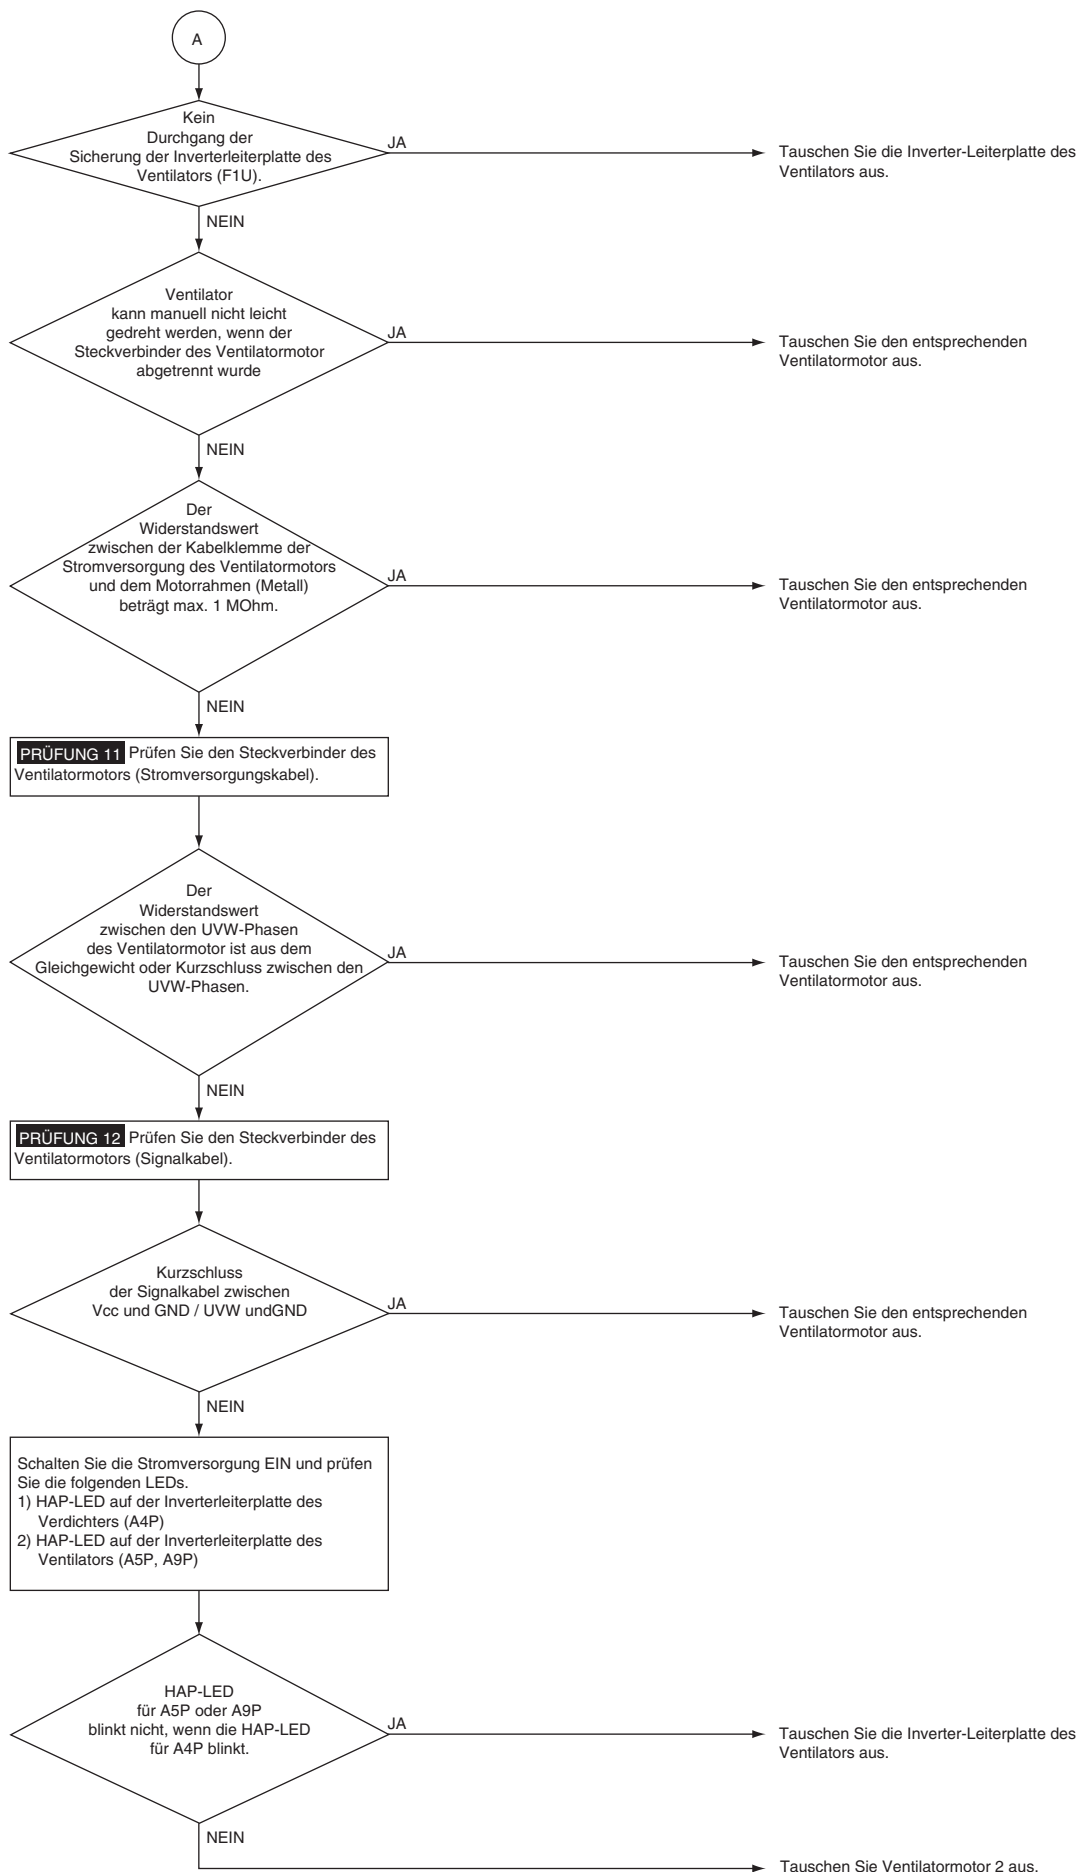 A
Kein
Durchgang der
Sicherung der Inverterleiterplatte des
Ventilators (F1U).
JA
Tauschen Sie die Inverter-Leiterplatte des
Ventilators aus.
NEIN
Ventilator
kann manuell nicht leicht
gedreht werden, wenn der
Steckverbinder des Ventilatormotor
abgetrennt wurde
JA
Tauschen Sie den entsprechenden
Ventilatormotor aus.
NEIN
Der
Widerstandswert
zwischen der Kabelklemme der
Stromversorgung des Ventilatormotors
und dem Motorrahmen (Metall)
beträgt max. 1 MOhm.
JA
Tauschen Sie den entsprechenden
Ventilatormotor aus.
NEIN
PRÜFUNG 11 Prüfen Sie den Steckverbinder des
Ventilatormotors (Stromversorgungskabel).
Der
Widerstandswert
zwischen den UVW-Phasen
des Ventilatormotor ist aus dem
Gleichgewicht oder Kurzschluss zwischen den
UVW-Phasen.
JA
Tauschen Sie den entsprechenden
Ventilatormotor aus.
NEIN
PRÜFUNG 12 Prüfen Sie den Steckverbinder des
Ventilatormotors (Signalkabel).
Kurzschluss
der Signalkabel zwischen
Vcc und GND / UVW undGND
JA
Tauschen Sie den entsprechenden
Ventilatormotor aus.
NEIN
Schalten Sie die Stromversorgung EIN und prüfen
Sie die folgenden LEDs.
1) HAP-LED auf der Inverterleiterplatte des
Verdichters (A4P)
2) HAP-LED auf der Inverterleiterplatte des
Ventilators (A5P, A9P)
HAP-LED
für A5P oder A9P
blinkt nicht, wenn die HAP-LED
für A4P blinkt.
JA
Tauschen Sie die Inverter-Leiterplatte des
Ventilators aus.
NEIN
Tauschen Sie Ventilatormotor 2 aus.